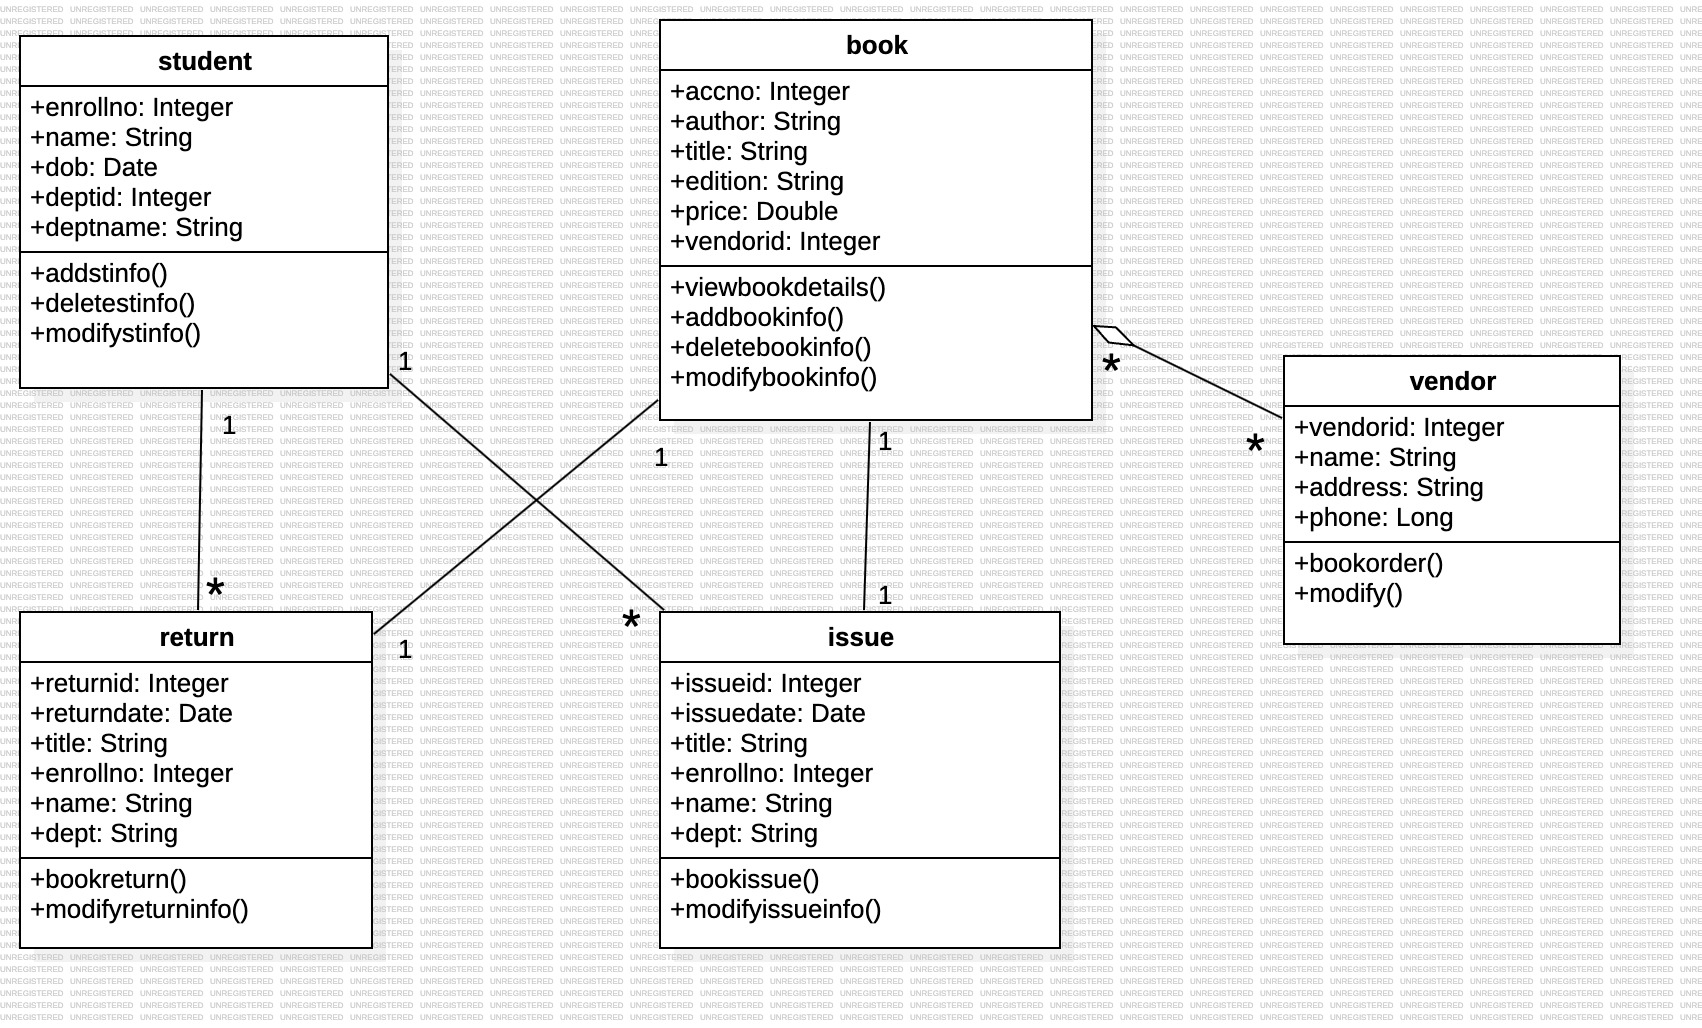 student
+enrollno: Integer
+name: String
+dob: Date
+deptid: Integer
+deptname: String
+addstinfo()
+deletestinfo()
+modifystinfo()
book
+accno: Integer
+author: String
+title: String
+edition: String
+price: Double
+vendorid: Integer
+viewbookdetails()
+addbookinfo()
+deletebookinfo()
+modifybookinfo()
vendor
+vendorid: Integer
+name: String
+address: String
+phone: Long
+bookorder()
+modify()
1
1
1
1
*
*
*
*
1
1
return
+returnid: Integer
+returndate: Date
+title: String
+enrollno: Integer
+name: String
+dept: String
+bookreturn()
+modifyreturninfo()
issue
+issueid: Integer
+issuedate: Date
+title: String
+enrollno: Integer
+name: String
+dept: String
+bookissue()
+modifyissueinfo()
UNREGISTERED